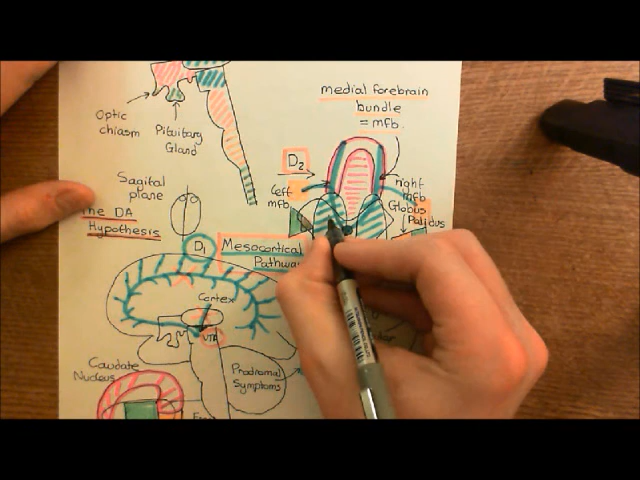 medial forebrain
bundle
= mfb.
Optic
chiasm
Pituitary
Gland
D2
left
mfb
right
mfb
Globus
Palidus
Sagital
plane
The DA
Hypothesis
D1
Mesocortical
Pathway
Cortex
VTA
Caudate
Nucleus
Prodromal
Symptoms